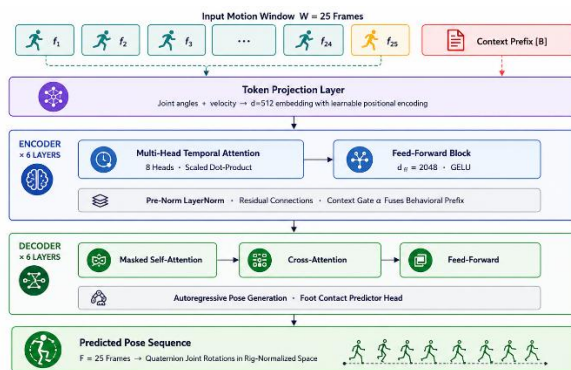 Input Motion Window W = 25 Frames
f₁ f₂ f₃ ... f₂₄ f₂₅ Context Prefix [B]
Token Projection Layer
Joint angles + velocity → d=512 embedding with learnable positional encoding
ENCODER
× 6 LAYERS
Multi-Head Temporal Attention
8 Heads · Scaled Dot-Product
Feed-Forward Block
d_ff = 2048 · GELU
Pre-Norm LayerNorm · Residual Connections · Context Gate α Fuses Behavioral Prefix
DECODER
× 6 LAYERS
Masked Self-Attention
Cross-Attention
Feed-Forward
Autoregressive Pose Generation · Foot Contact Predictor Head
Predicted Pose Sequence
F = 25 Frames → Quaternion Joint Rotations in Rig-Normalized Space